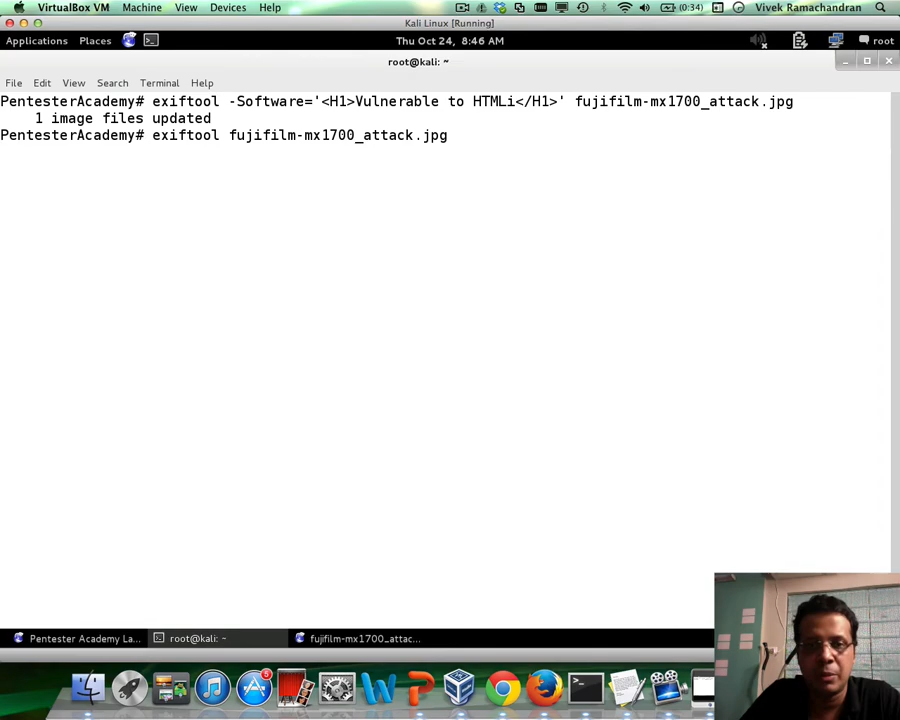 VirtualBox VM Machine View Devices Help (0:34) Vivek Ramachandran
Kali Linux [Running]
Applications Places Thu Oct 24, 8:46 AM root
root@kali: ~
File Edit View Search Terminal Help
PentesterAcademy# exiftool -Software='<H1>Vulnerable to HTMLi</H1>' fujifilm-mx1700_attack.jpg
1 image files updated
PentesterAcademy# exiftool fujifilm-mx1700_attack.jpg
Pentester Academy La... root@kali: ~ fujifilm-mx1700_attac...